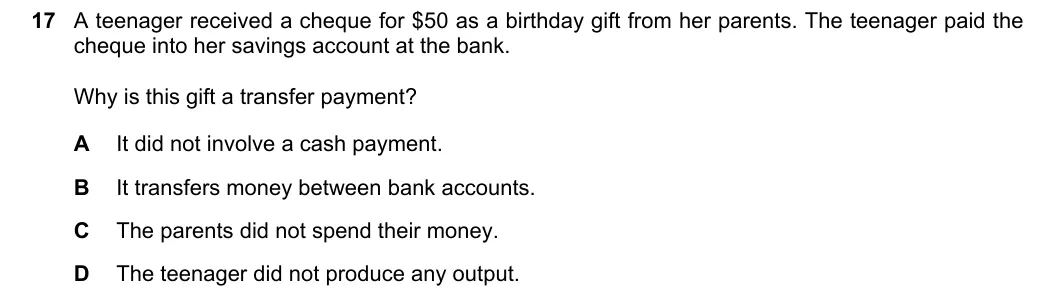 17 A teenager received a cheque for $50 as a birthday gift from her parents. The teenager paid the
cheque into her savings account at the bank.
Why is this gift a transfer payment?
A It did not involve a cash payment.
B It transfers money between bank accounts.
C The parents did not spend their money.
D The teenager did not produce any output.